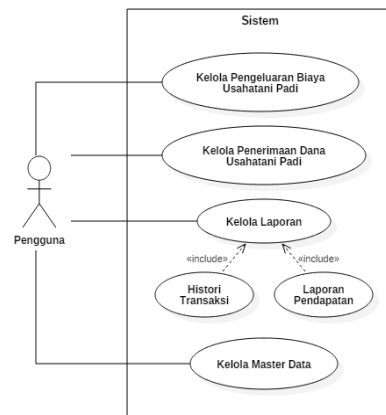 Sistem
Kelola Pengeluaran Biaya
Usahatani Padi
Kelola Penerimaan Dana
Usahatani Padi
Kelola Laporan
Pengguna
«include»
«include»
Histori
Transaksi
Laporan
Pendapatan
Kelola Master Data